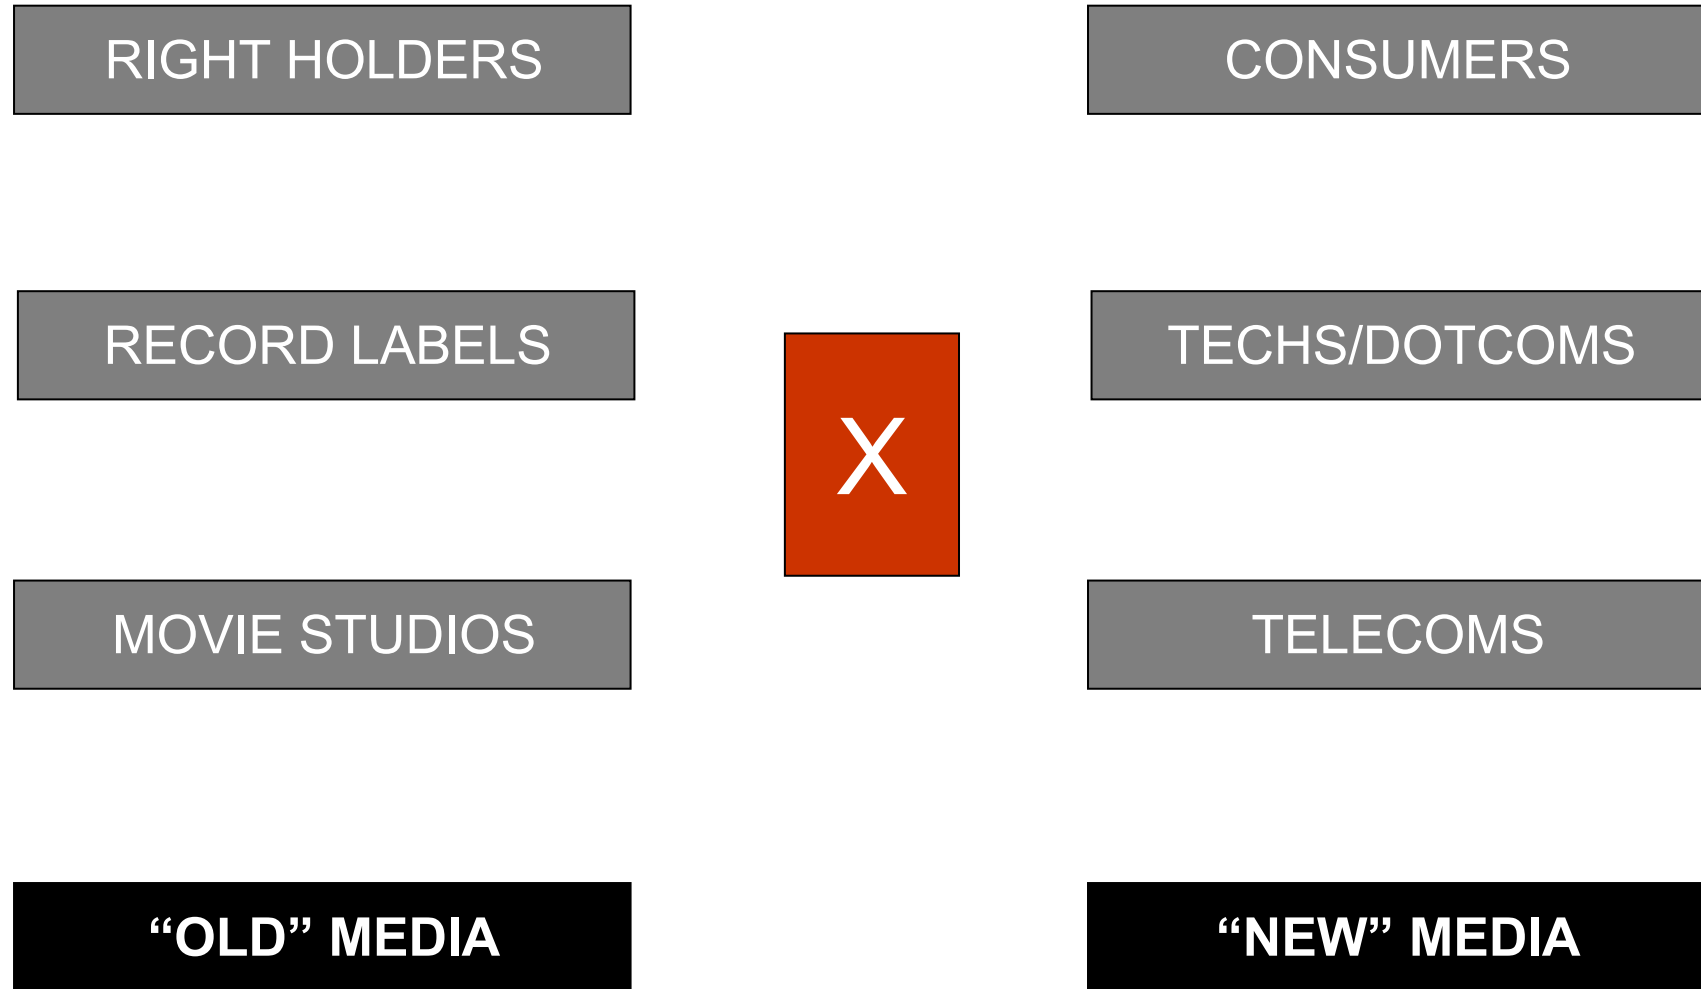 RIGHT HOLDERS
CONSUMERS
RECORD LABELS
TECHS/DOTCOMS
X
MOVIE STUDIOS
TELECOMS
“OLD” MEDIA
“NEW” MEDIA